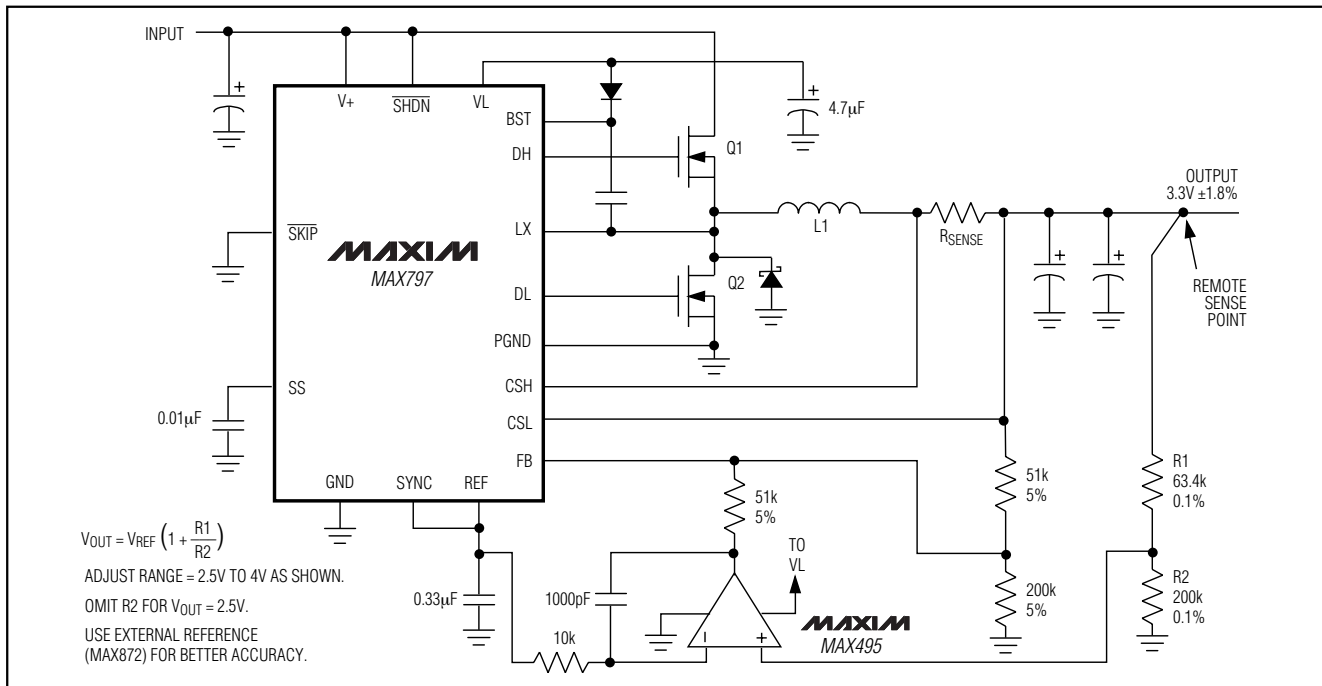 INPUT
V+
SHDN
VL
+
+
4.7µF
BST
DH
Q1
OUTPUT
3.3V ±1.8%
SKIP
LX
L1
RSENSE
MAXIM
MAX797
DL
Q2
+
+
REMOTE
SENSE
POINT
PGND
SS
CSH
0.01µF
CSL
FB
GND
SYNC
REF
51k
5%
51k
5%
R1
63.4k
0.1%
VOUT = VREF (1 + R1/R2)
ADJUST RANGE = 2.5V TO 4V AS SHOWN.
OMIT R2 FOR VOUT = 2.5V.
USE EXTERNAL REFERENCE
(MAX872) FOR BETTER ACCURACY.
0.33µF
1000pF
TO
VL
200k
5%
R2
200k
0.1%
10k
–
+
MAXIM
MAX495